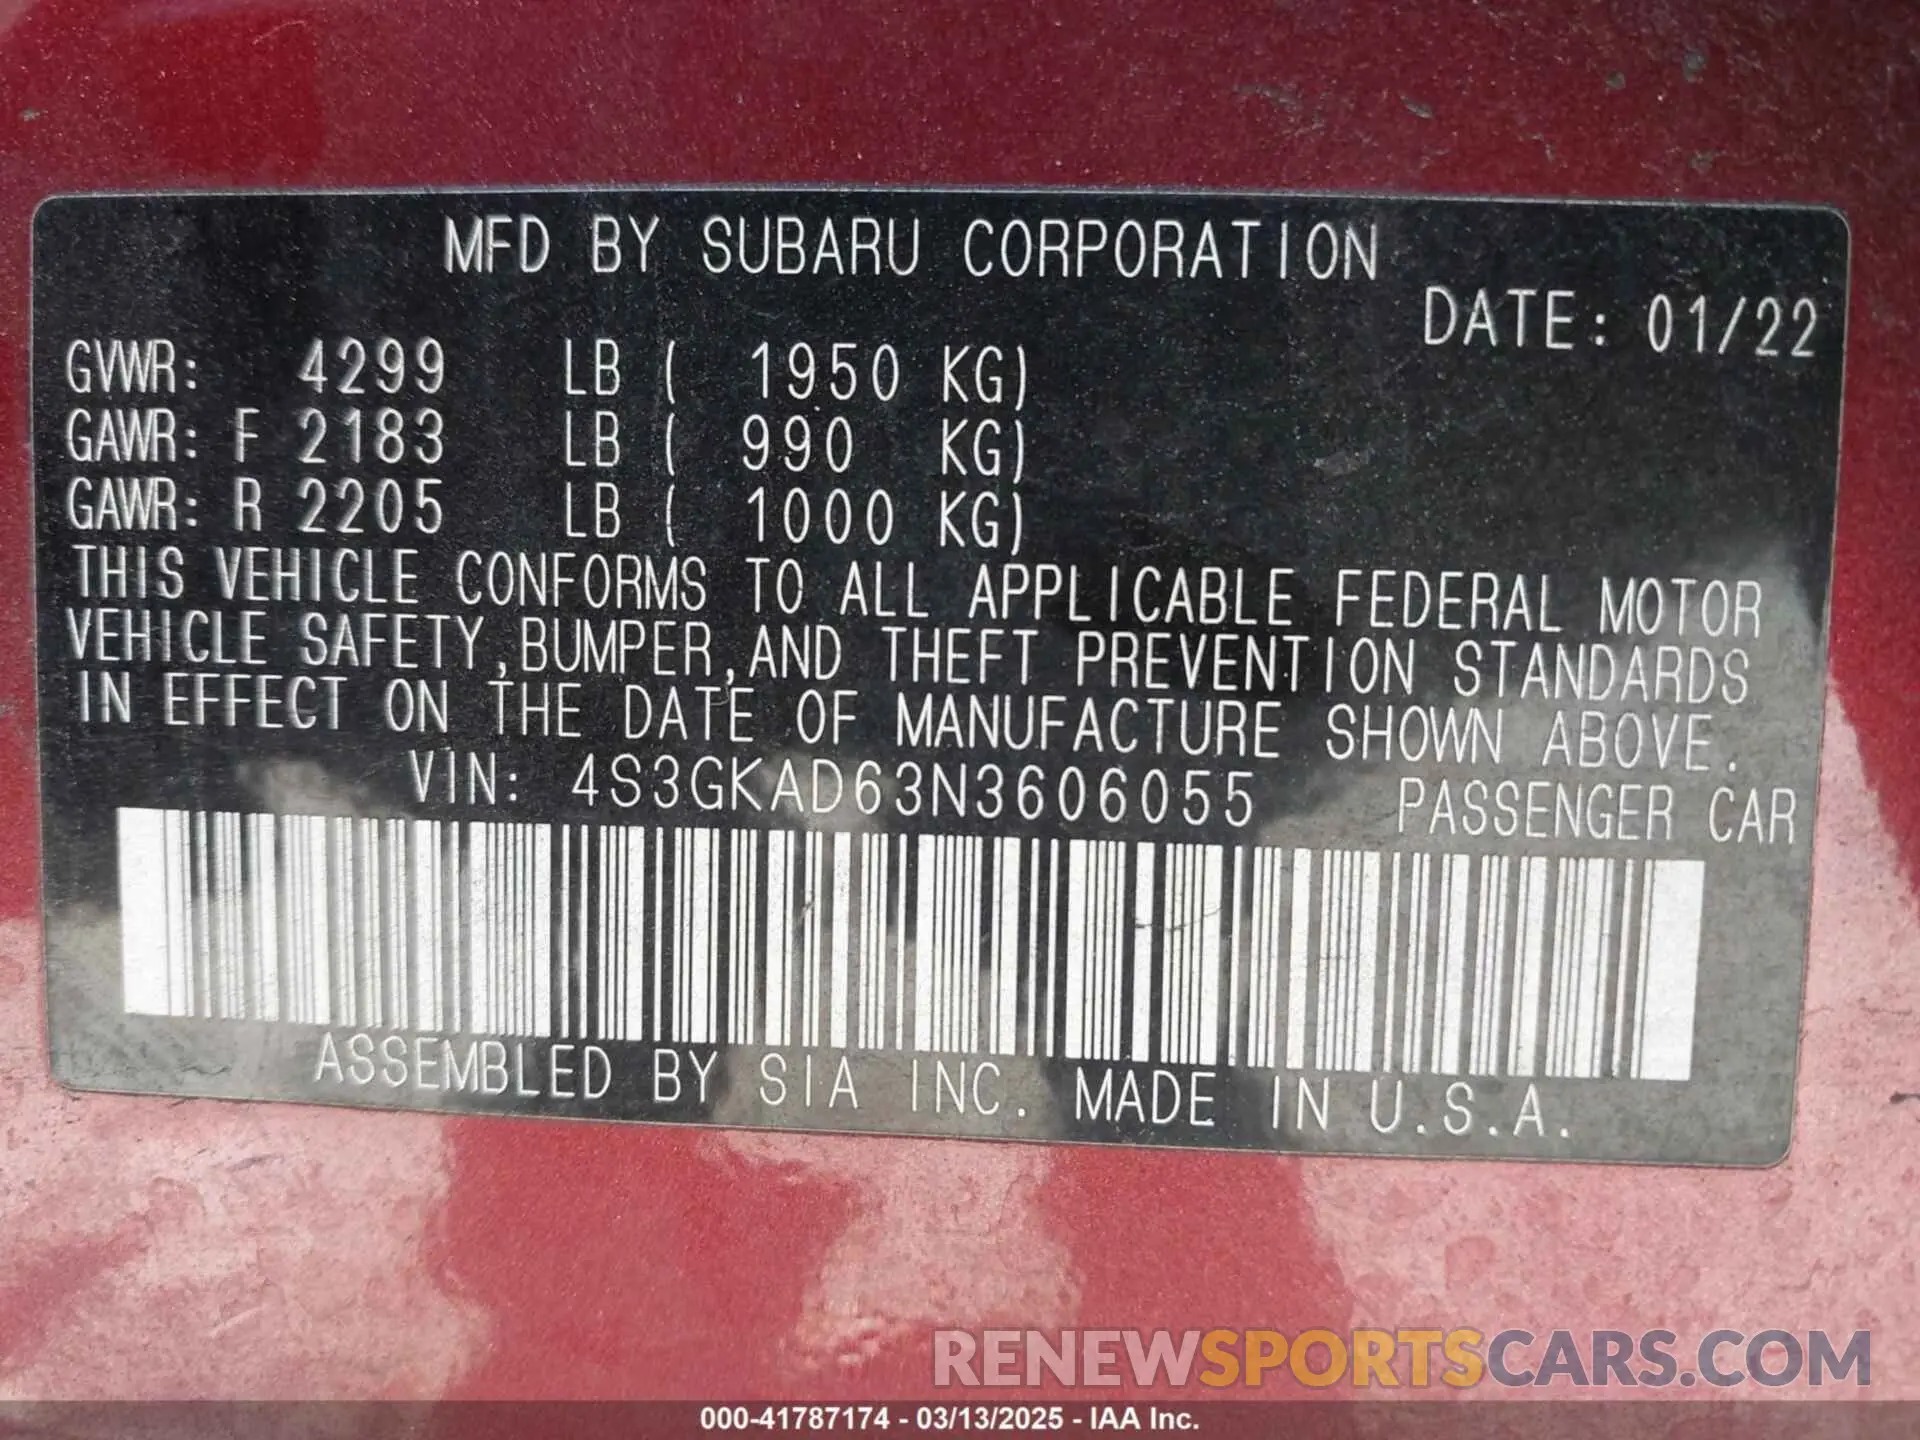 MFD BY SUBARU CORPORATION
DATE: 01/22
GVWR: 4299 LB ( 1950 KG)
GAWR: F 2183 LB ( 990 KG)
GAWR: R 2205 LB ( 1000 KG)
THIS VEHICLE CONFORMS TO ALL APPLICABLE FEDERAL MOTOR
VEHICLE SAFETY,BUMPER,AND THEFT PREVENTION STANDARDS
IN EFFECT ON THE DATE OF MANUFACTURE SHOWN ABOVE.
VIN: 4S3GKAD63N3606055 PASSENGER CAR
ASSEMBLED BY SIA INC. MADE IN U.S.A.
RENEWSPORTSCARS.COM
000-41787174 - 03/13/2025 - IAA Inc.